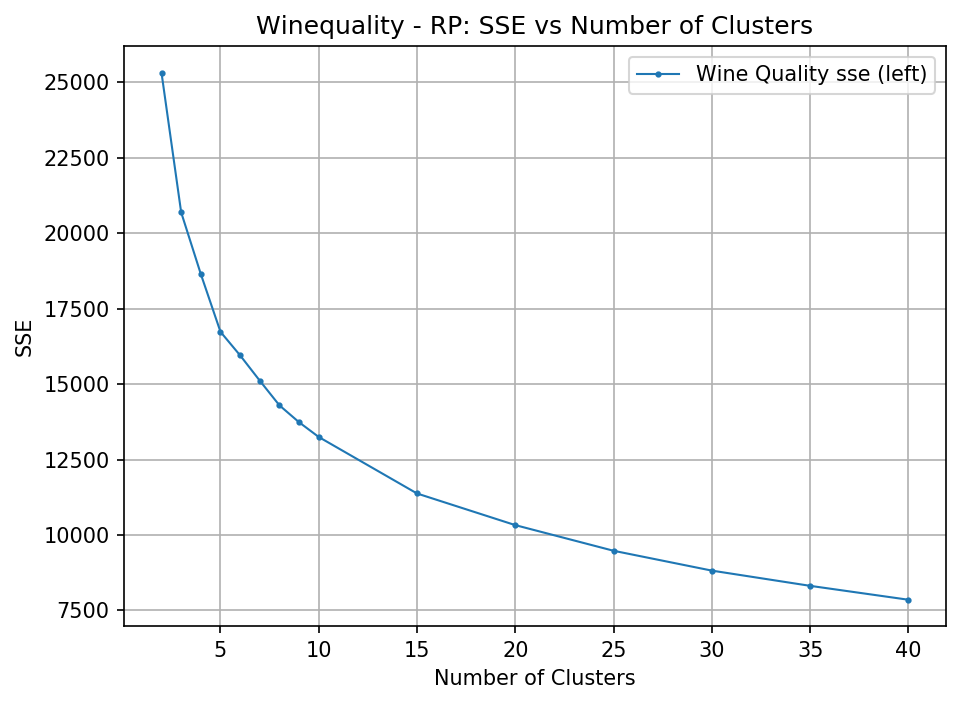 Winequality - RP: SSE vs Number of Clusters
Wine Quality sse (left)
25000
22500
20000
17500
15000
12500
10000
7500
SSE
5 10 15 20 25 30 35 40
Number of Clusters